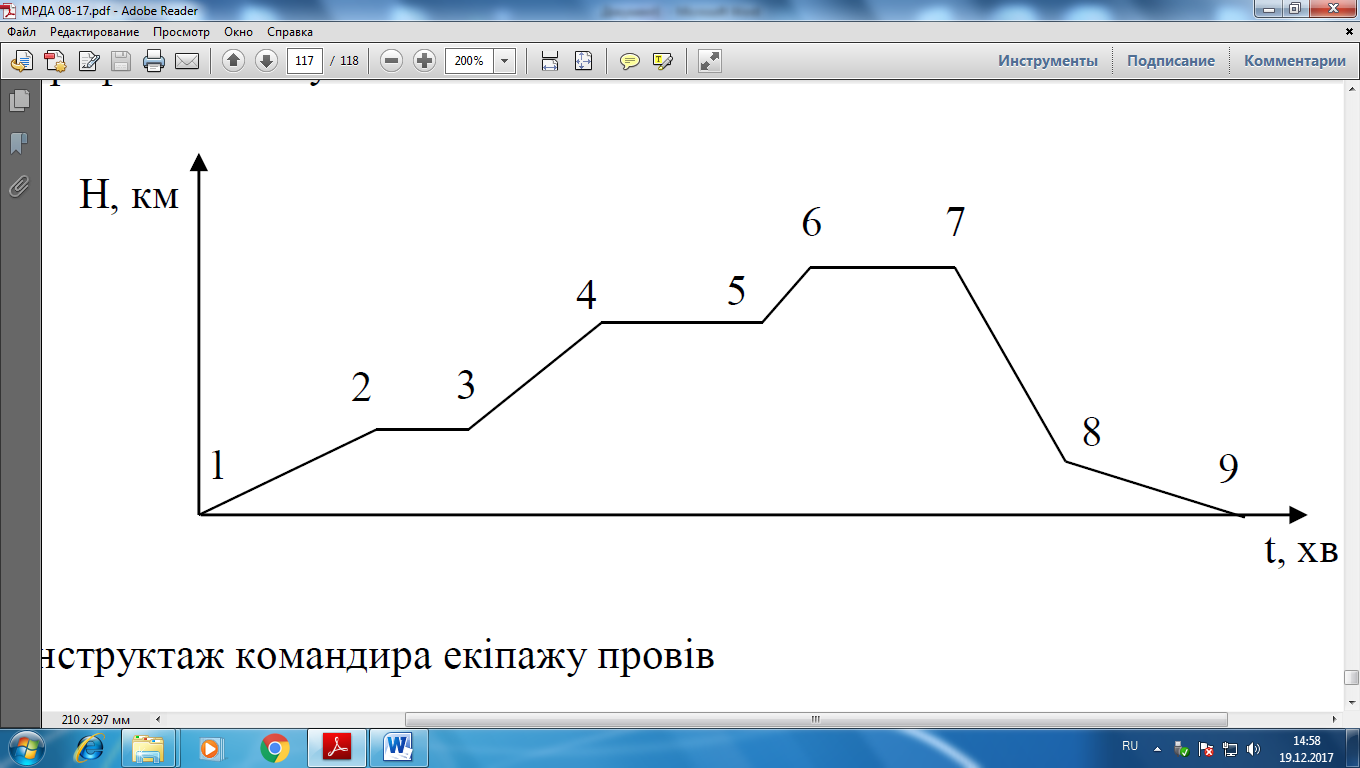 МРДА 08-17.pdf - Adobe Reader
Файл Редактирование Просмотр Окно Справка
117 / 118 200% Инструменты Подписание Комментарии
Н, км
6 7
4 5
2 3
8
1 9
t, хв
нструктаж командира екіпажу провів
210 x 297 мм
RU 14:58
19.12.2017